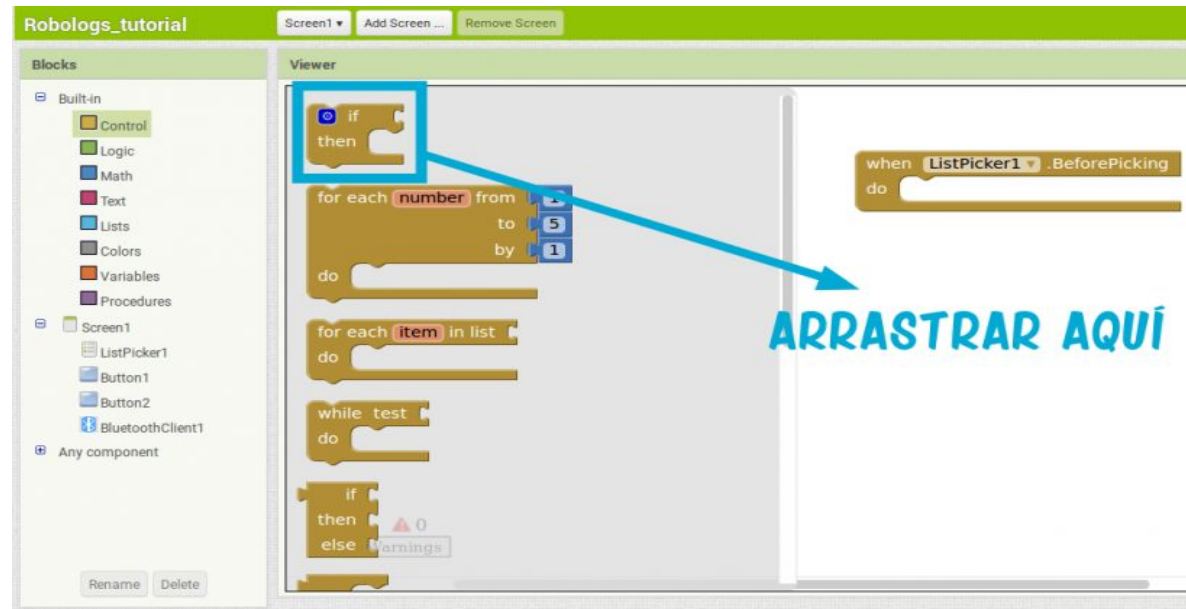 Robologs_tutorial
Screen1 ▾ Add Screen ... Remove Screen
Blocks
Viewer
Built-in
Control
Logic
Math
Text
Lists
Colors
Variables
Procedures
Screen1
ListPicker1
Button1
Button2
BluetoothClient1
Any component
Rename Delete
if
then
for each number from 1
to 5
by 1
do
for each item in list
do
while test
do
if
then
else
0
Warnings
when ListPicker1 .BeforePicking
do
ARRASTRAR AQUÍ